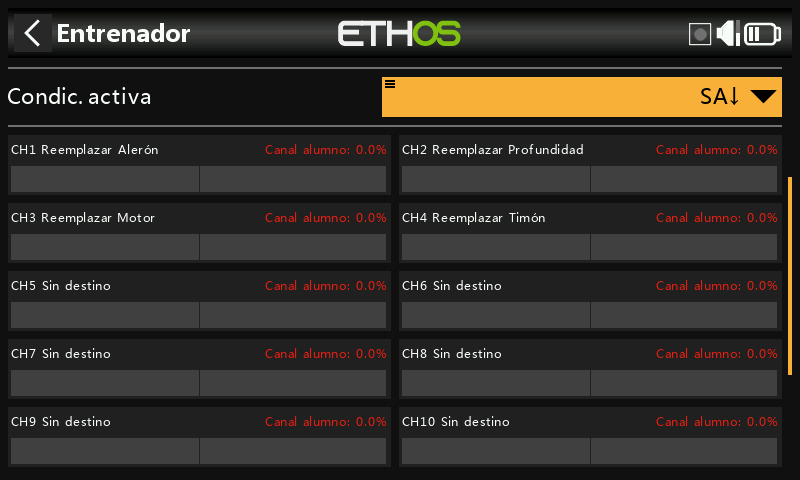 Entrenador
ETHOS
Condic. activa
SA↓
CH1 Reemplazar Alerón Canal alumno: 0.0%
CH2 Reemplazar Profundidad Canal alumno: 0.0%
CH3 Reemplazar Motor Canal alumno: 0.0%
CH4 Reemplazar Timón Canal alumno: 0.0%
CH5 Sin destino Canal alumno: 0.0%
CH6 Sin destino Canal alumno: 0.0%
CH7 Sin destino Canal alumno: 0.0%
CH8 Sin destino Canal alumno: 0.0%
CH9 Sin destino Canal alumno: 0.0%
CH10 Sin destino Canal alumno: 0.0%